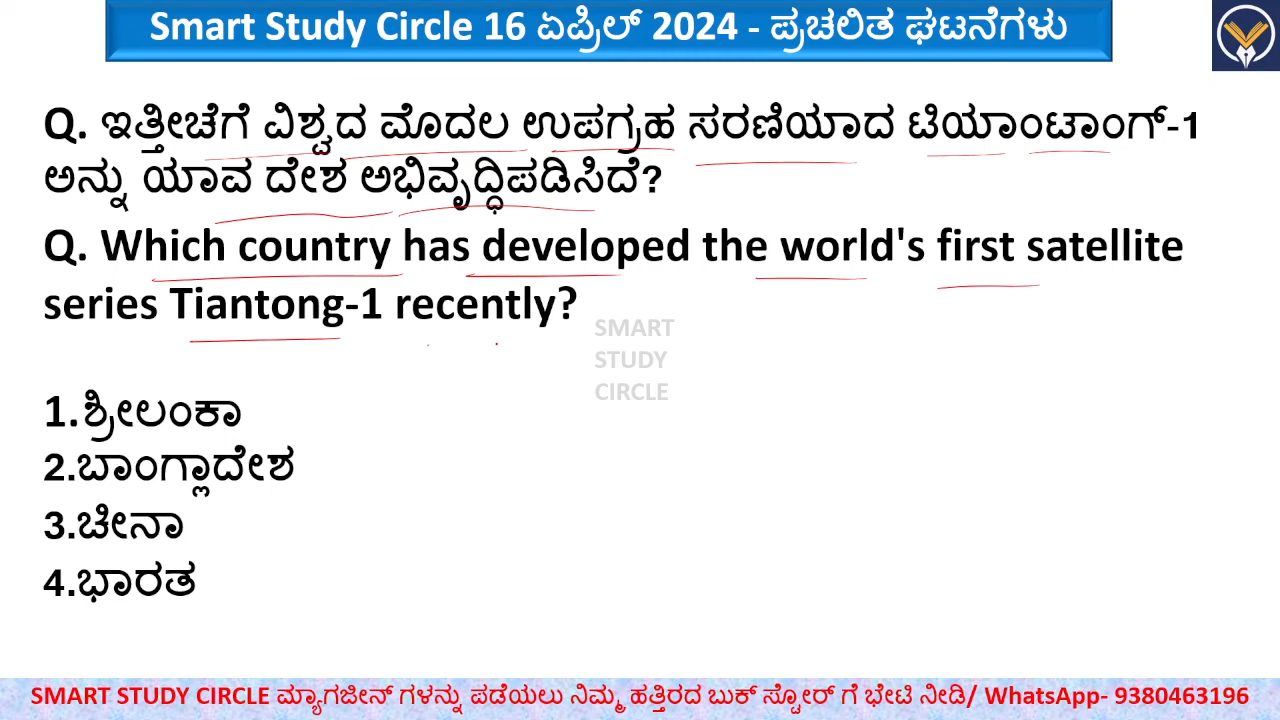 Smart Study Circle 16 ಏಪ್ರಿಲ್ 2024 - ಪ್ರಚಲಿತ ಘಟನೆಗಳು
Q. ಇತ್ತೀಚೆಗೆ ವಿಶ್ವದ ಮೊದಲ ಉಪಗ್ರಹ ಸರಣಿಯಾದ ಟಿಯಾಂಟಾಂಗ್-1
ಅನ್ನು ಯಾವ ದೇಶ ಅಭಿವೃದ್ಧಿಪಡಿಸಿದೆ?
Q. Which country has developed the world's first satellite
series Tiantong-1 recently?
SMART
STUDY
CIRCLE
1.ಶ್ರೀಲಂಕಾ
2.ಬಾಂಗ್ಲಾದೇಶ
3.ಚೀನಾ
4.ಭಾರತ
SMART STUDY CIRCLE ಮ್ಯಾಗಜೀನ್ ಗಳನ್ನು ಪಡೆಯಲು ನಿಮ್ಮ ಹತ್ತಿರದ ಬುಕ್ ಸ್ಟೋರ್ ಗೆ ಭೇಟಿ ನೀಡಿ/ WhatsApp- 9380463196